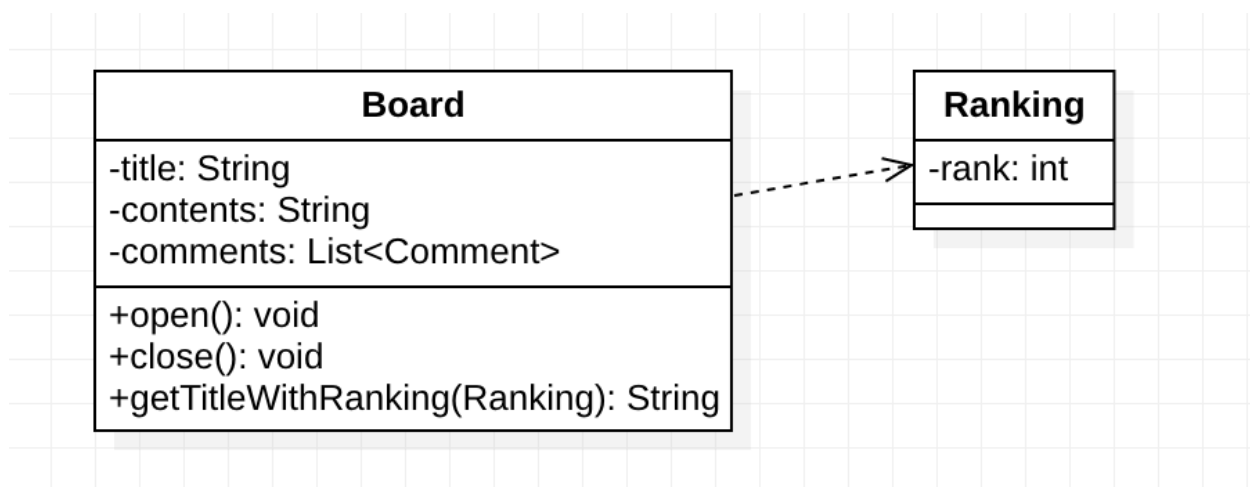 Board
-title: String
-contents: String
-comments: List<Comment>
+open(): void
+close(): void
+getTitleWithRanking(Ranking): String
Ranking
-rank: int